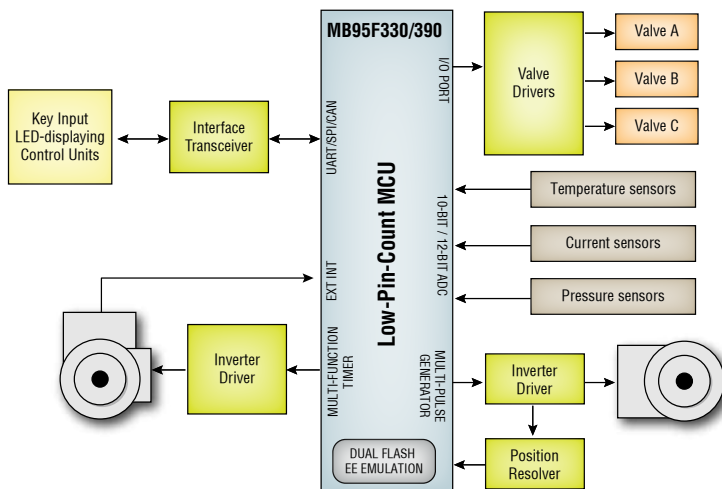 MB95F330/390
Low-Pin-Count MCU
UART/SPI/CAN
EXT INT
MULTI-FUNCTION
TIMER
I/O PORT
10-BIT / 12-BIT ADC
MULTI-PULSE
GENERATOR
DUAL FLASH
EE EMULATION
Key Input
LED-displaying
Control Units
Interface
Transceiver
Inverter
Driver
Valve
Drivers
Valve A
Valve B
Valve C
Temperature sensors
Current sensors
Pressure sensors
Inverter
Driver
Position
Resolver